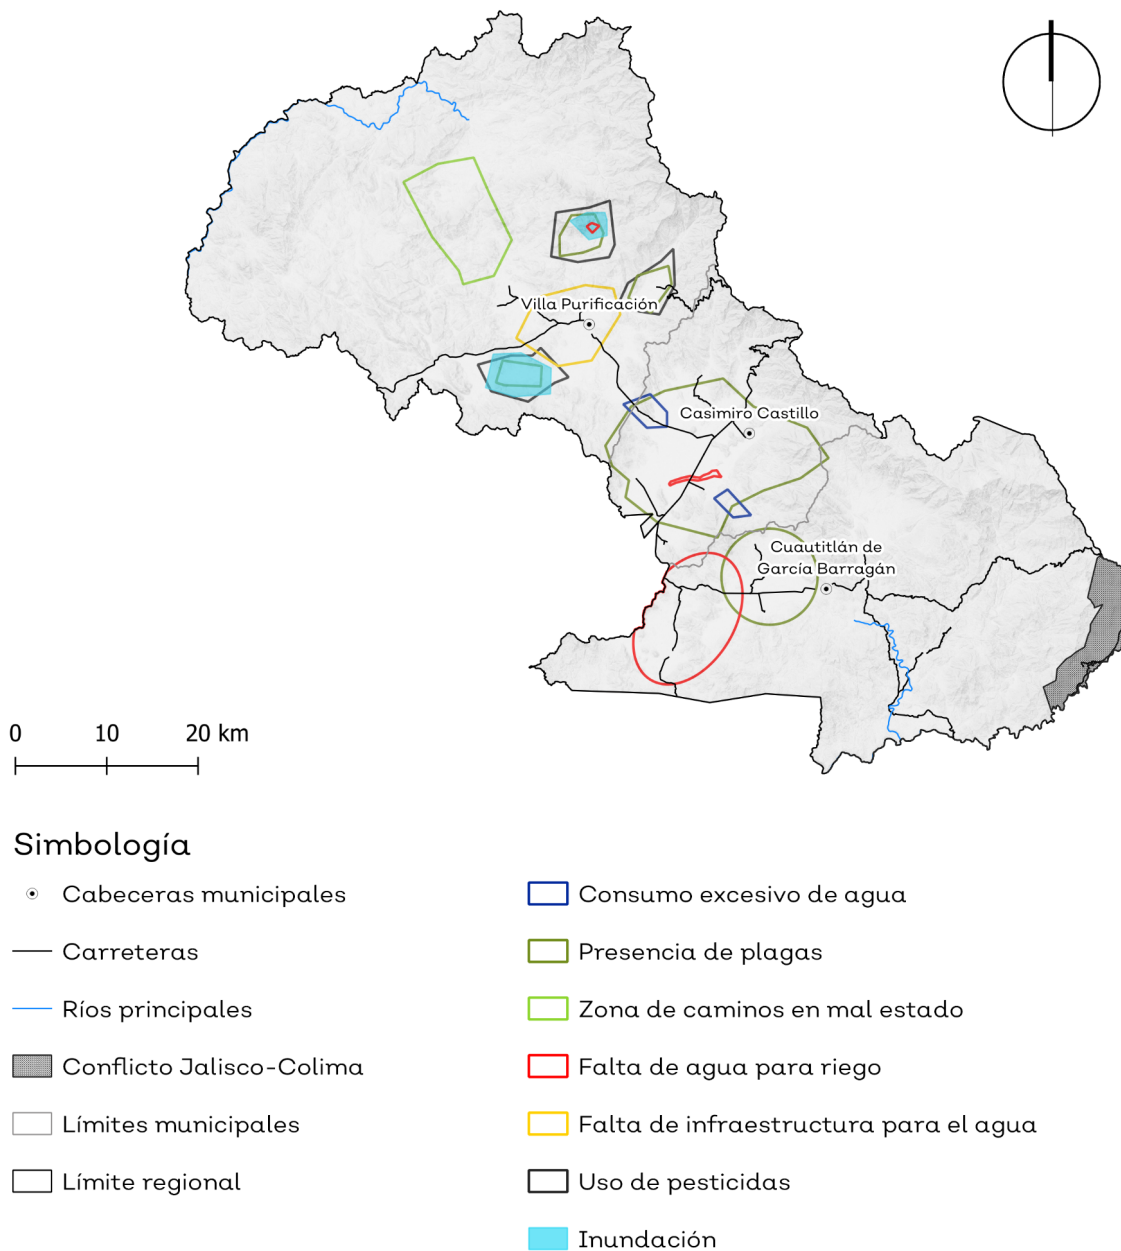 Villa Purificación
Casimiro Castillo
Cuautitlán de
García Barragán
0 10 20 km
Simbología
Cabeceras municipales
Carreteras
Ríos principales
Conflicto Jalisco-Colima
Límites municipales
Límite regional
Consumo excesivo de agua
Presencia de plagas
Zona de caminos en mal estado
Falta de agua para riego
Falta de infraestructura para el agua
Uso de pesticidas
Inundación